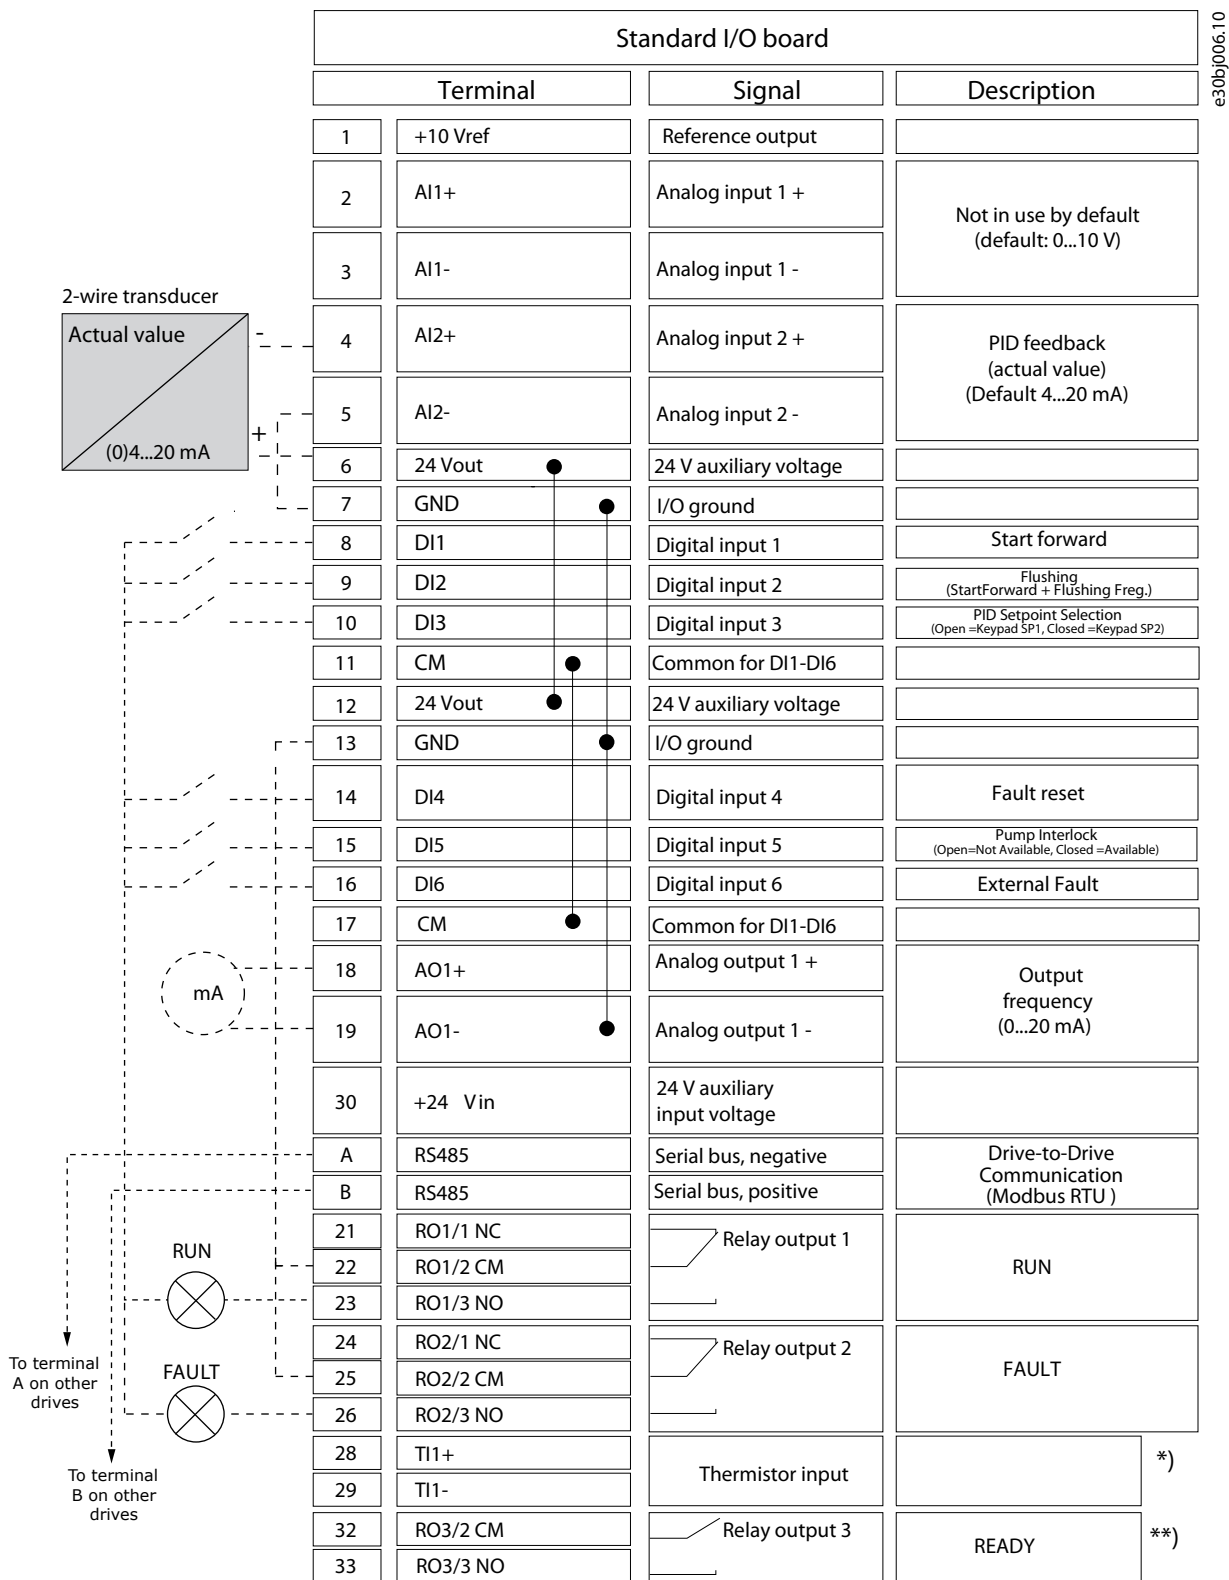 Standard I/O board
e30bj006.10
Terminal Signal Description
1 +10 Vref Reference output
2 AI1+ Analog input 1 +
Not in use by default
(default: 0...10 V)
3 AI1- Analog input 1 -
2-wire transducer
Actual value
-
(0)4...20 mA
+
4 AI2+ Analog input 2 +
PID feedback
(actual value)
(Default 4...20 mA)
5 AI2- Analog input 2 -
6 24 Vout 24 V auxiliary voltage
7 GND I/O ground
8 DI1 Digital input 1 Start forward
9 DI2 Digital input 2 Flushing
(StartForward + Flushing Freg.)
10 DI3 Digital input 3 PID Setpoint Selection
(Open =Keypad SP1, Closed =Keypad SP2)
11 CM Common for DI1-DI6
12 24 Vout 24 V auxiliary voltage
13 GND I/O ground
14 DI4 Digital input 4 Fault reset
15 DI5 Digital input 5 Pump Interlock
(Open=Not Available, Closed =Available)
16 DI6 Digital input 6 External Fault
17 CM Common for DI1-DI6
mA
18 AO1+ Analog output 1 +
Output
frequency
(0...20 mA)
19 AO1- Analog output 1 -
30 +24 Vin 24 V auxiliary
input voltage
A RS485 Serial bus, negative
Drive-to-Drive
Communication
(Modbus RTU )
B RS485 Serial bus, positive
21 RO1/1 NC Relay output 1
RUN
22 RO1/2 CM RUN
23 RO1/3 NO
24 RO2/1 NC Relay output 2
To terminal
A on other
drives
FAULT
25 RO2/2 CM FAULT
26 RO2/3 NO
To terminal
B on other
drives
28 TI1+ Thermistor input *)
29 TI1-
32 RO3/2 CM Relay output 3 READY **)
33 RO3/3 NO